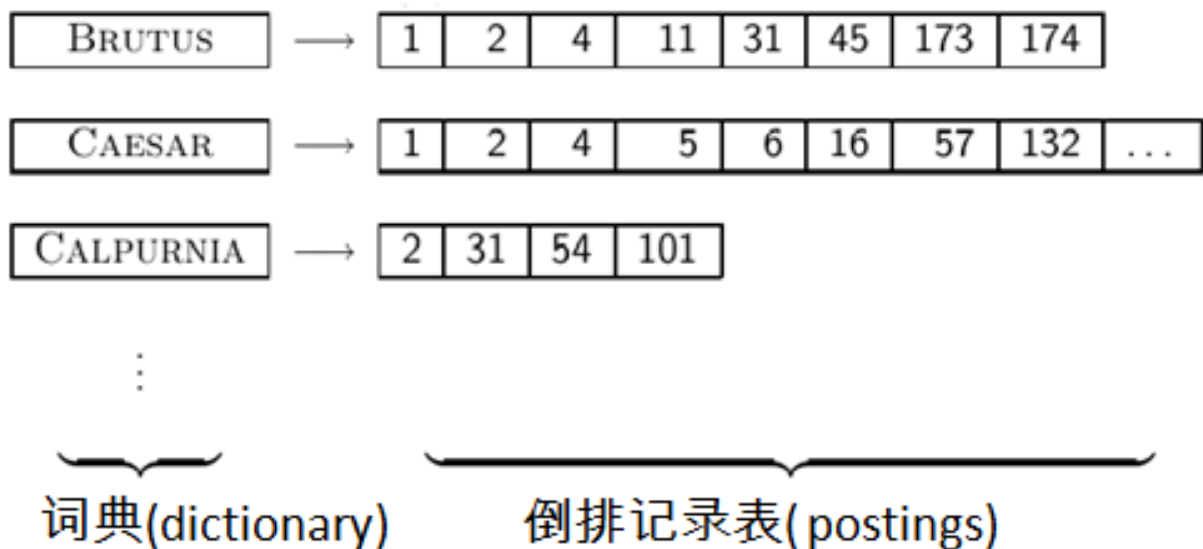 BRUTUS ⟶ 1 2 4 11 31 45 173 174
CAESAR ⟶ 1 2 4 5 6 16 57 132 ...
CALPURNIA ⟶ 2 31 54 101
⋮
词典(dictionary) 倒排记录表( postings)